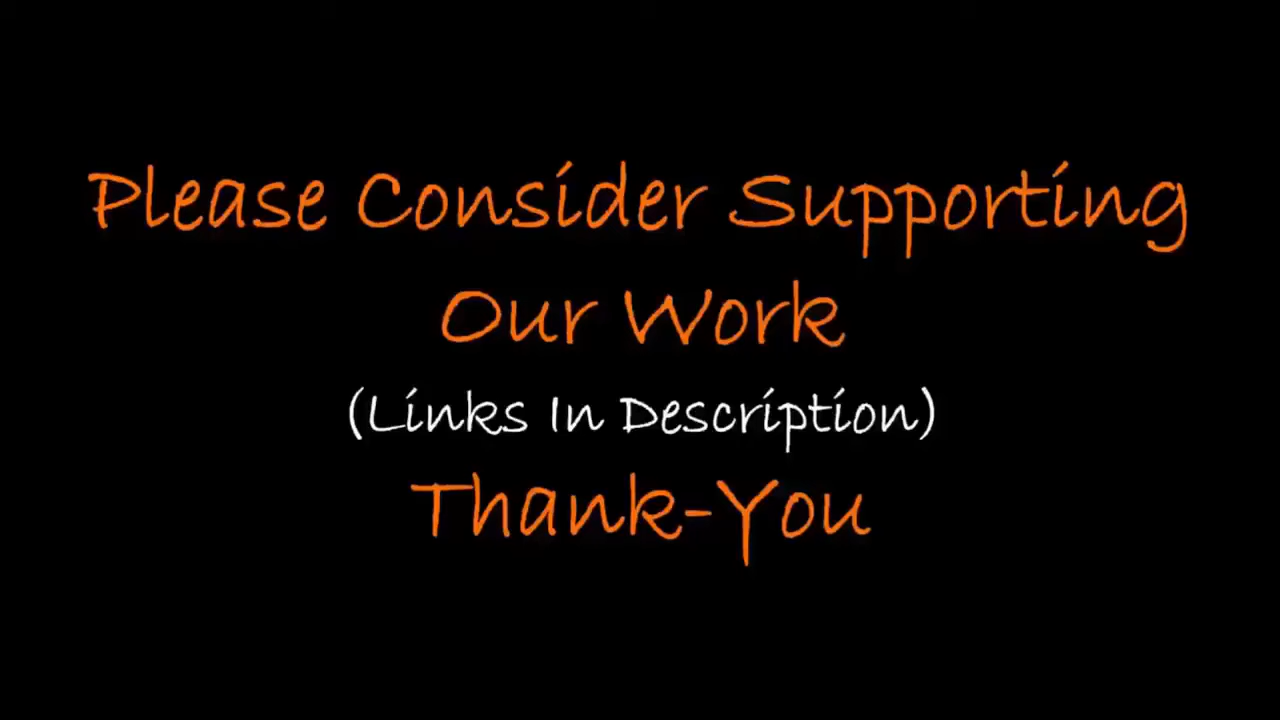 Please Consider Supporting
Our Work
(Links In Description)
Thank-You